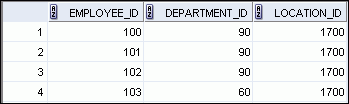 EMPLOYEE_ID DEPARTMENT_ID LOCATION_ID
1 100 90 1700
2 101 90 1700
3 102 90 1700
4 103 60 1700